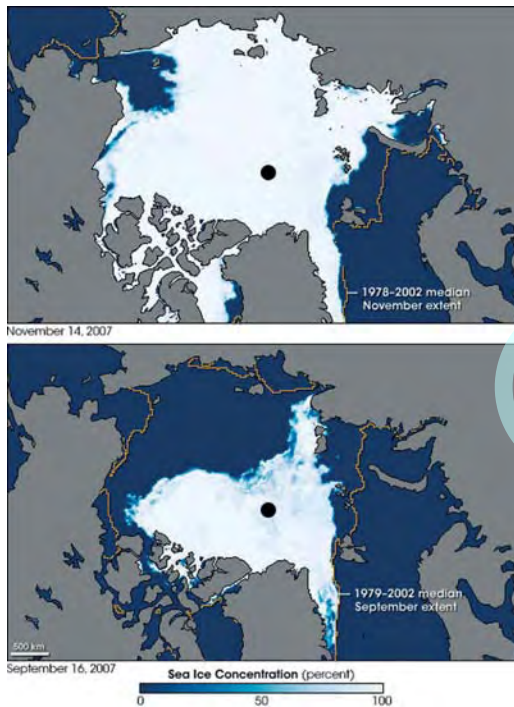 1978–2002 median
November extent
November 14, 2007
1979–2002 median
September extent
500 km
September 16, 2007
Sea Ice Concentration (percent)
0 50 100